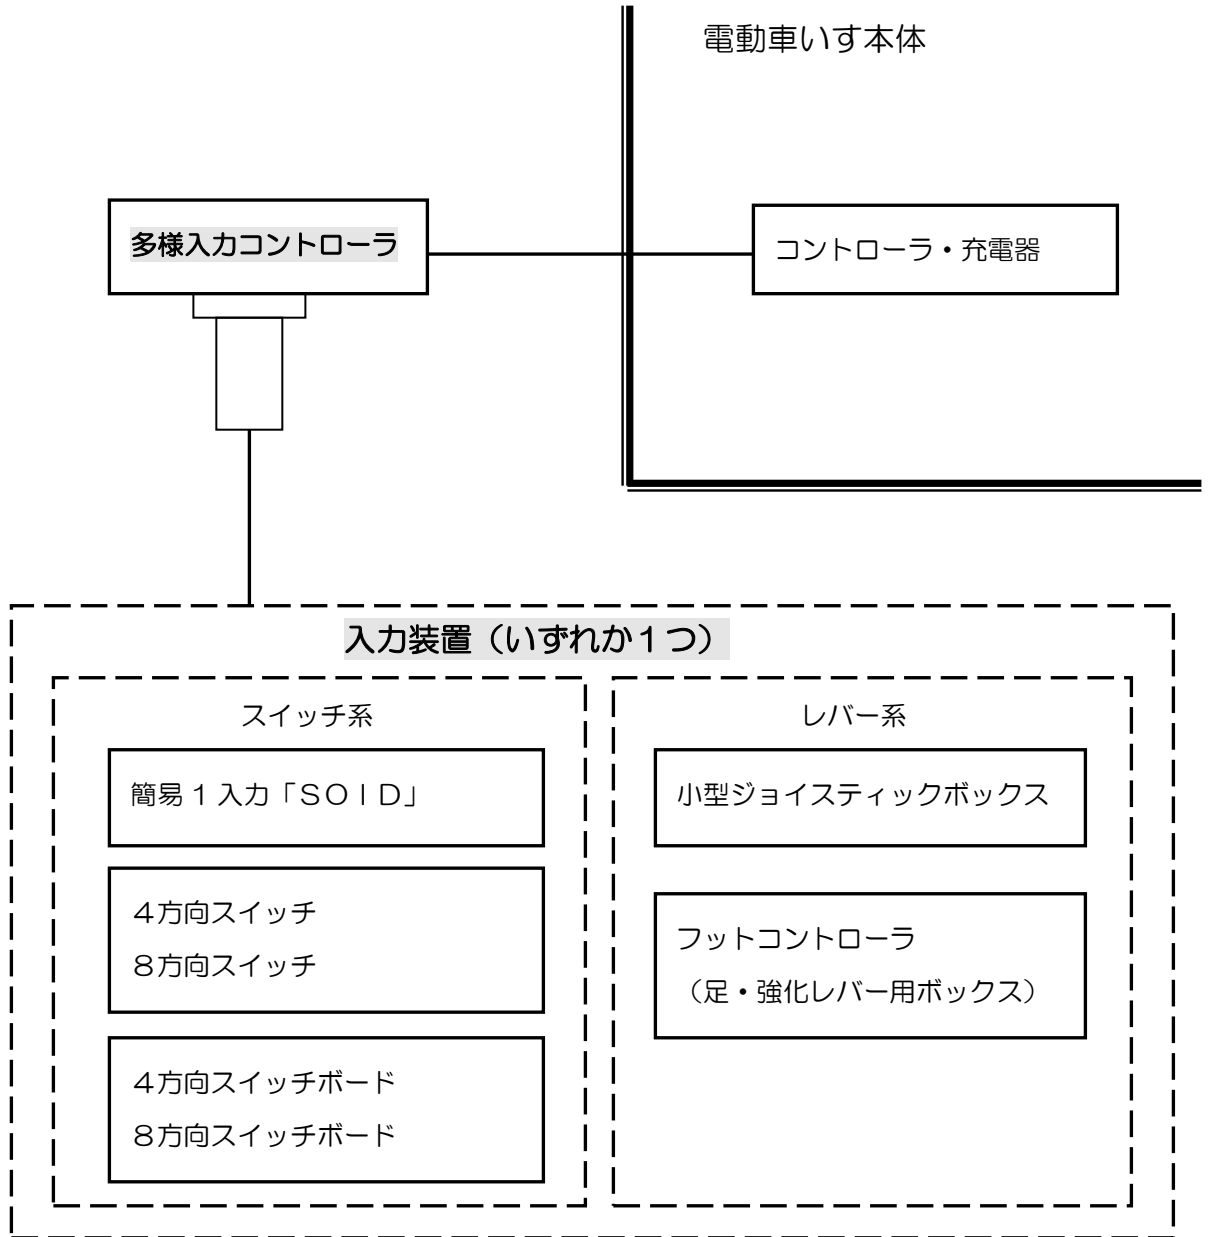 電動車いす本体
多様入力コントローラ
コントローラ・充電器
入力装置（いずれか１つ）
スイッチ系
簡易１入力「ＳＯＩＤ」
４方向スイッチ
８方向スイッチ
４方向スイッチボード
８方向スイッチボード
レバー系
小型ジョイスティックボックス
フットコントローラ
（足・強化レバー用ボックス）